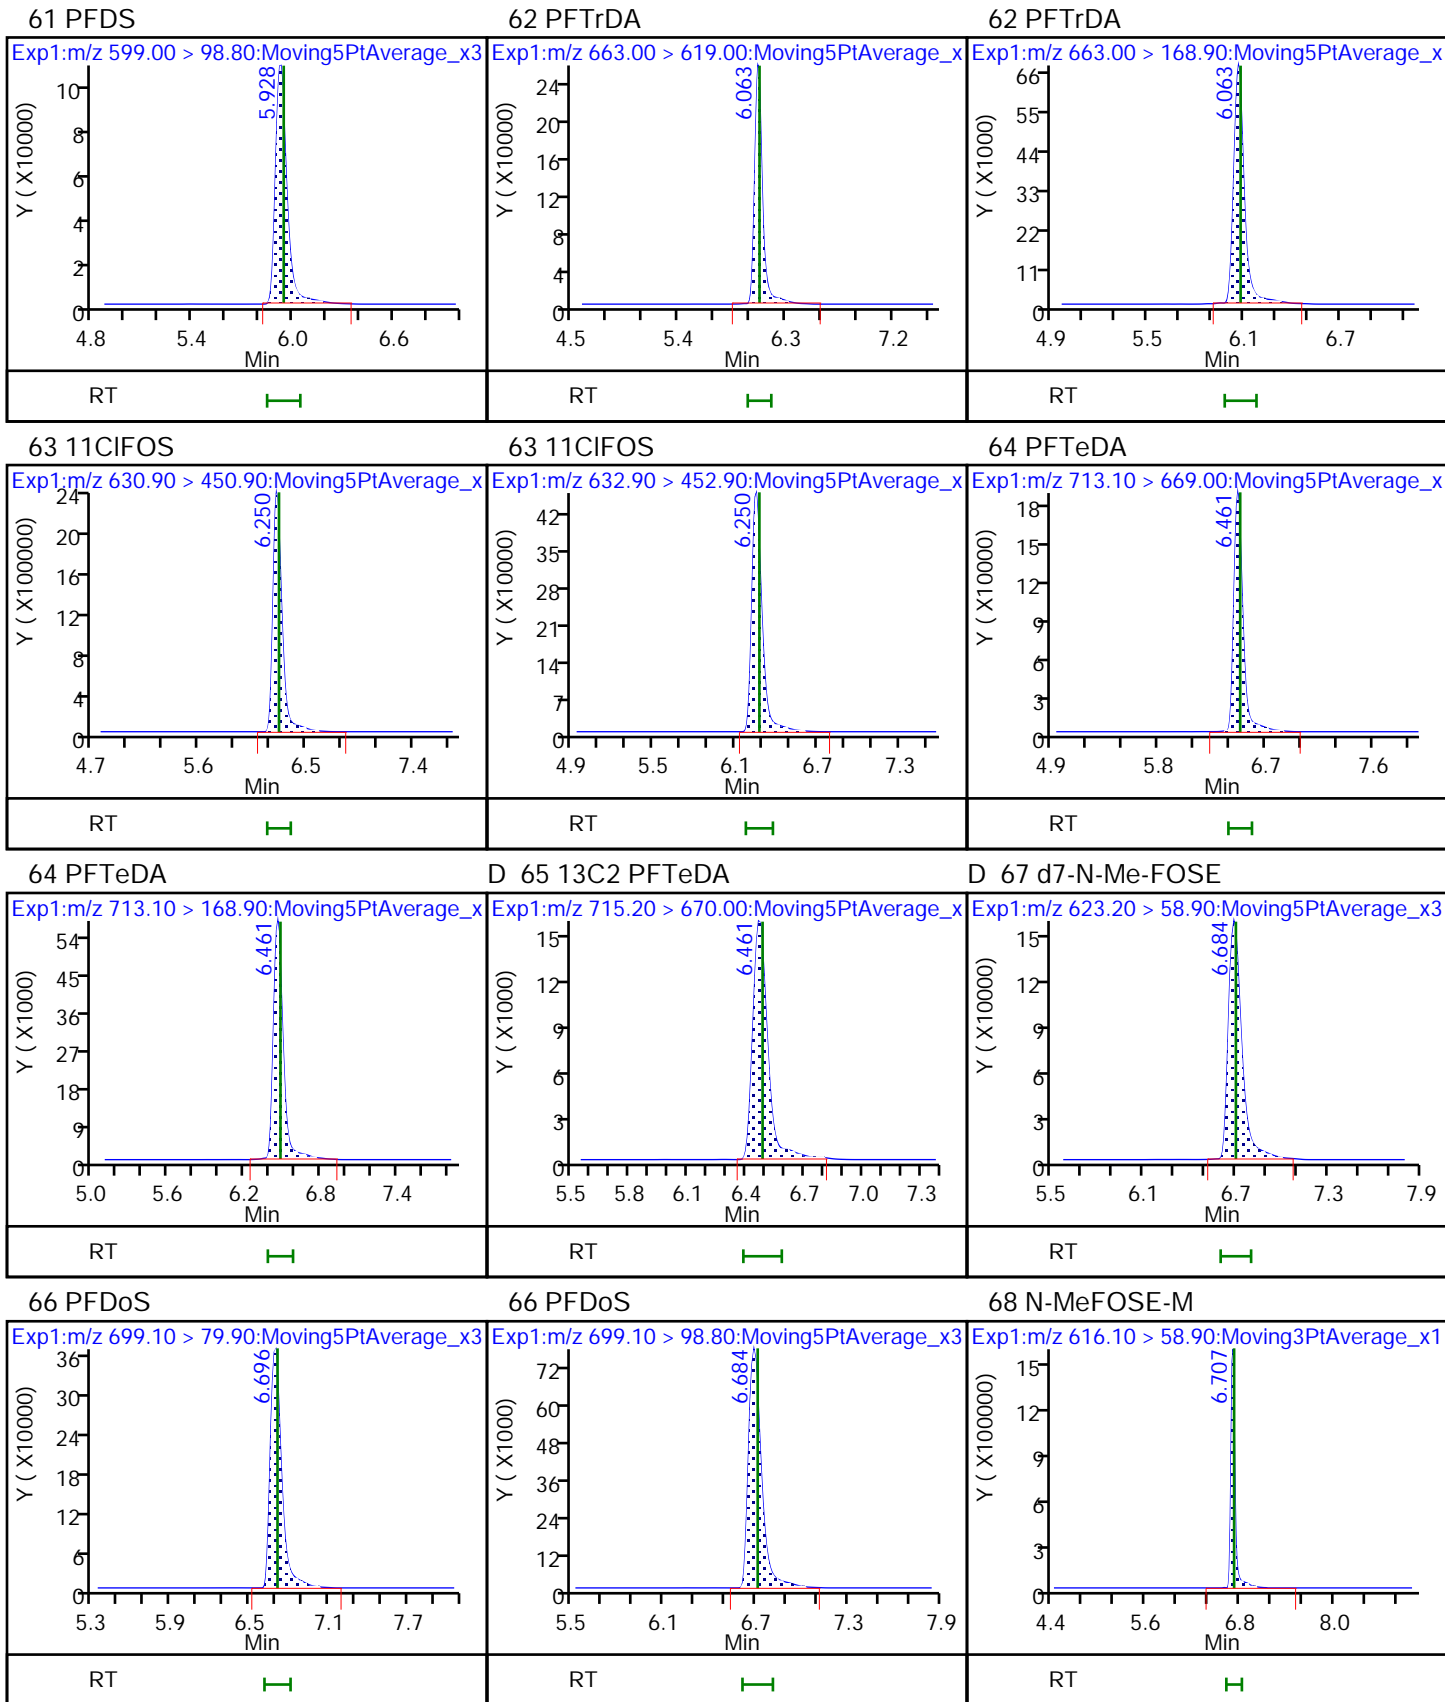 61 PFDS
Exp1:m/z 599.00 > 98.80:Moving5PtAverage_x3
Y ( X10000)
10
8
6
4
2
0
5.928
4.8 5.4 6.0 6.6
Min
RT
62 PFTrDA
Exp1:m/z 663.00 > 619.00:Moving5PtAverage_x
Y ( X10000)
24
20
16
12
8
4
0
6.063
4.5 5.4 6.3 7.2
Min
RT
62 PFTrDA
Exp1:m/z 663.00 > 168.90:Moving5PtAverage_x
Y ( X1000)
66
55
44
33
22
11
0
6.063
4.9 5.5 6.1 6.7
Min
RT
63 11ClFOS
Exp1:m/z 630.90 > 450.90:Moving5PtAverage_x
Y ( X100000)
24
20
16
12
8
4
0
6.250
4.7 5.6 6.5 7.4
Min
RT
63 11ClFOS
Exp1:m/z 632.90 > 452.90:Moving5PtAverage_x
Y ( X10000)
42
35
28
21
14
7
0
6.250
4.9 5.5 6.1 6.7 7.3
Min
RT
64 PFTeDA
Exp1:m/z 713.10 > 669.00:Moving5PtAverage_x
Y ( X10000)
18
15
12
9
6
3
0
6.461
4.9 5.8 6.7 7.6
Min
RT
64 PFTeDA
Exp1:m/z 713.10 > 168.90:Moving5PtAverage_x
Y ( X1000)
54
45
36
27
18
9
0
6.461
5.0 5.6 6.2 6.8 7.4
Min
RT
D 65 13C2 PFTeDA
Exp1:m/z 715.20 > 670.00:Moving5PtAverage_x
Y ( X1000)
15
12
9
6
3
0
6.461
5.5 5.8 6.1 6.4 6.7 7.0 7.3
Min
RT
D 67 d7-N-Me-FOSE
Exp1:m/z 623.20 > 58.90:Moving5PtAverage_x3
Y ( X10000)
15
12
9
6
3
0
6.684
5.5 6.1 6.7 7.3 7.9
Min
RT
66 PFDoS
Exp1:m/z 699.10 > 79.90:Moving5PtAverage_x3
Y ( X10000)
36
30
24
18
12
6
0
6.696
5.3 5.9 6.5 7.1 7.7
Min
RT
66 PFDoS
Exp1:m/z 699.10 > 98.80:Moving5PtAverage_x3
Y ( X1000)
72
60
48
36
24
12
0
6.684
5.5 6.1 6.7 7.3 7.9
Min
RT
68 N-MeFOSE-M
Exp1:m/z 616.10 > 58.90:Moving3PtAverage_x1
Y ( X100000)
15
12
9
6
3
0
6.707
4.4 5.6 6.8 8.0
Min
RT